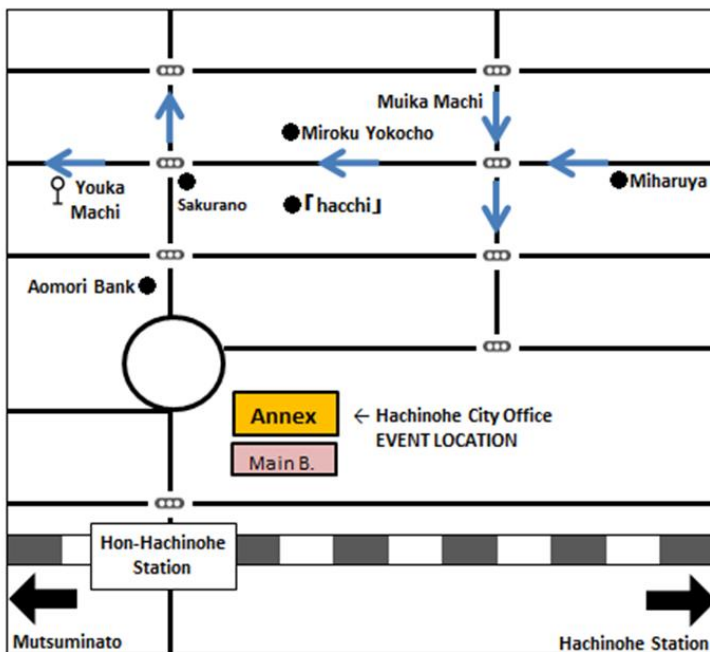 Muika Machi
Miroku Yokocho
Youka
Machi
Sakurano
「hacchi」
Miharuya
Aomori Bank
Annex
← Hachinohe City Office
EVENT LOCATION
Main B.
Hon-Hachinohe
Station
Mutsuminato
Hachinohe Station